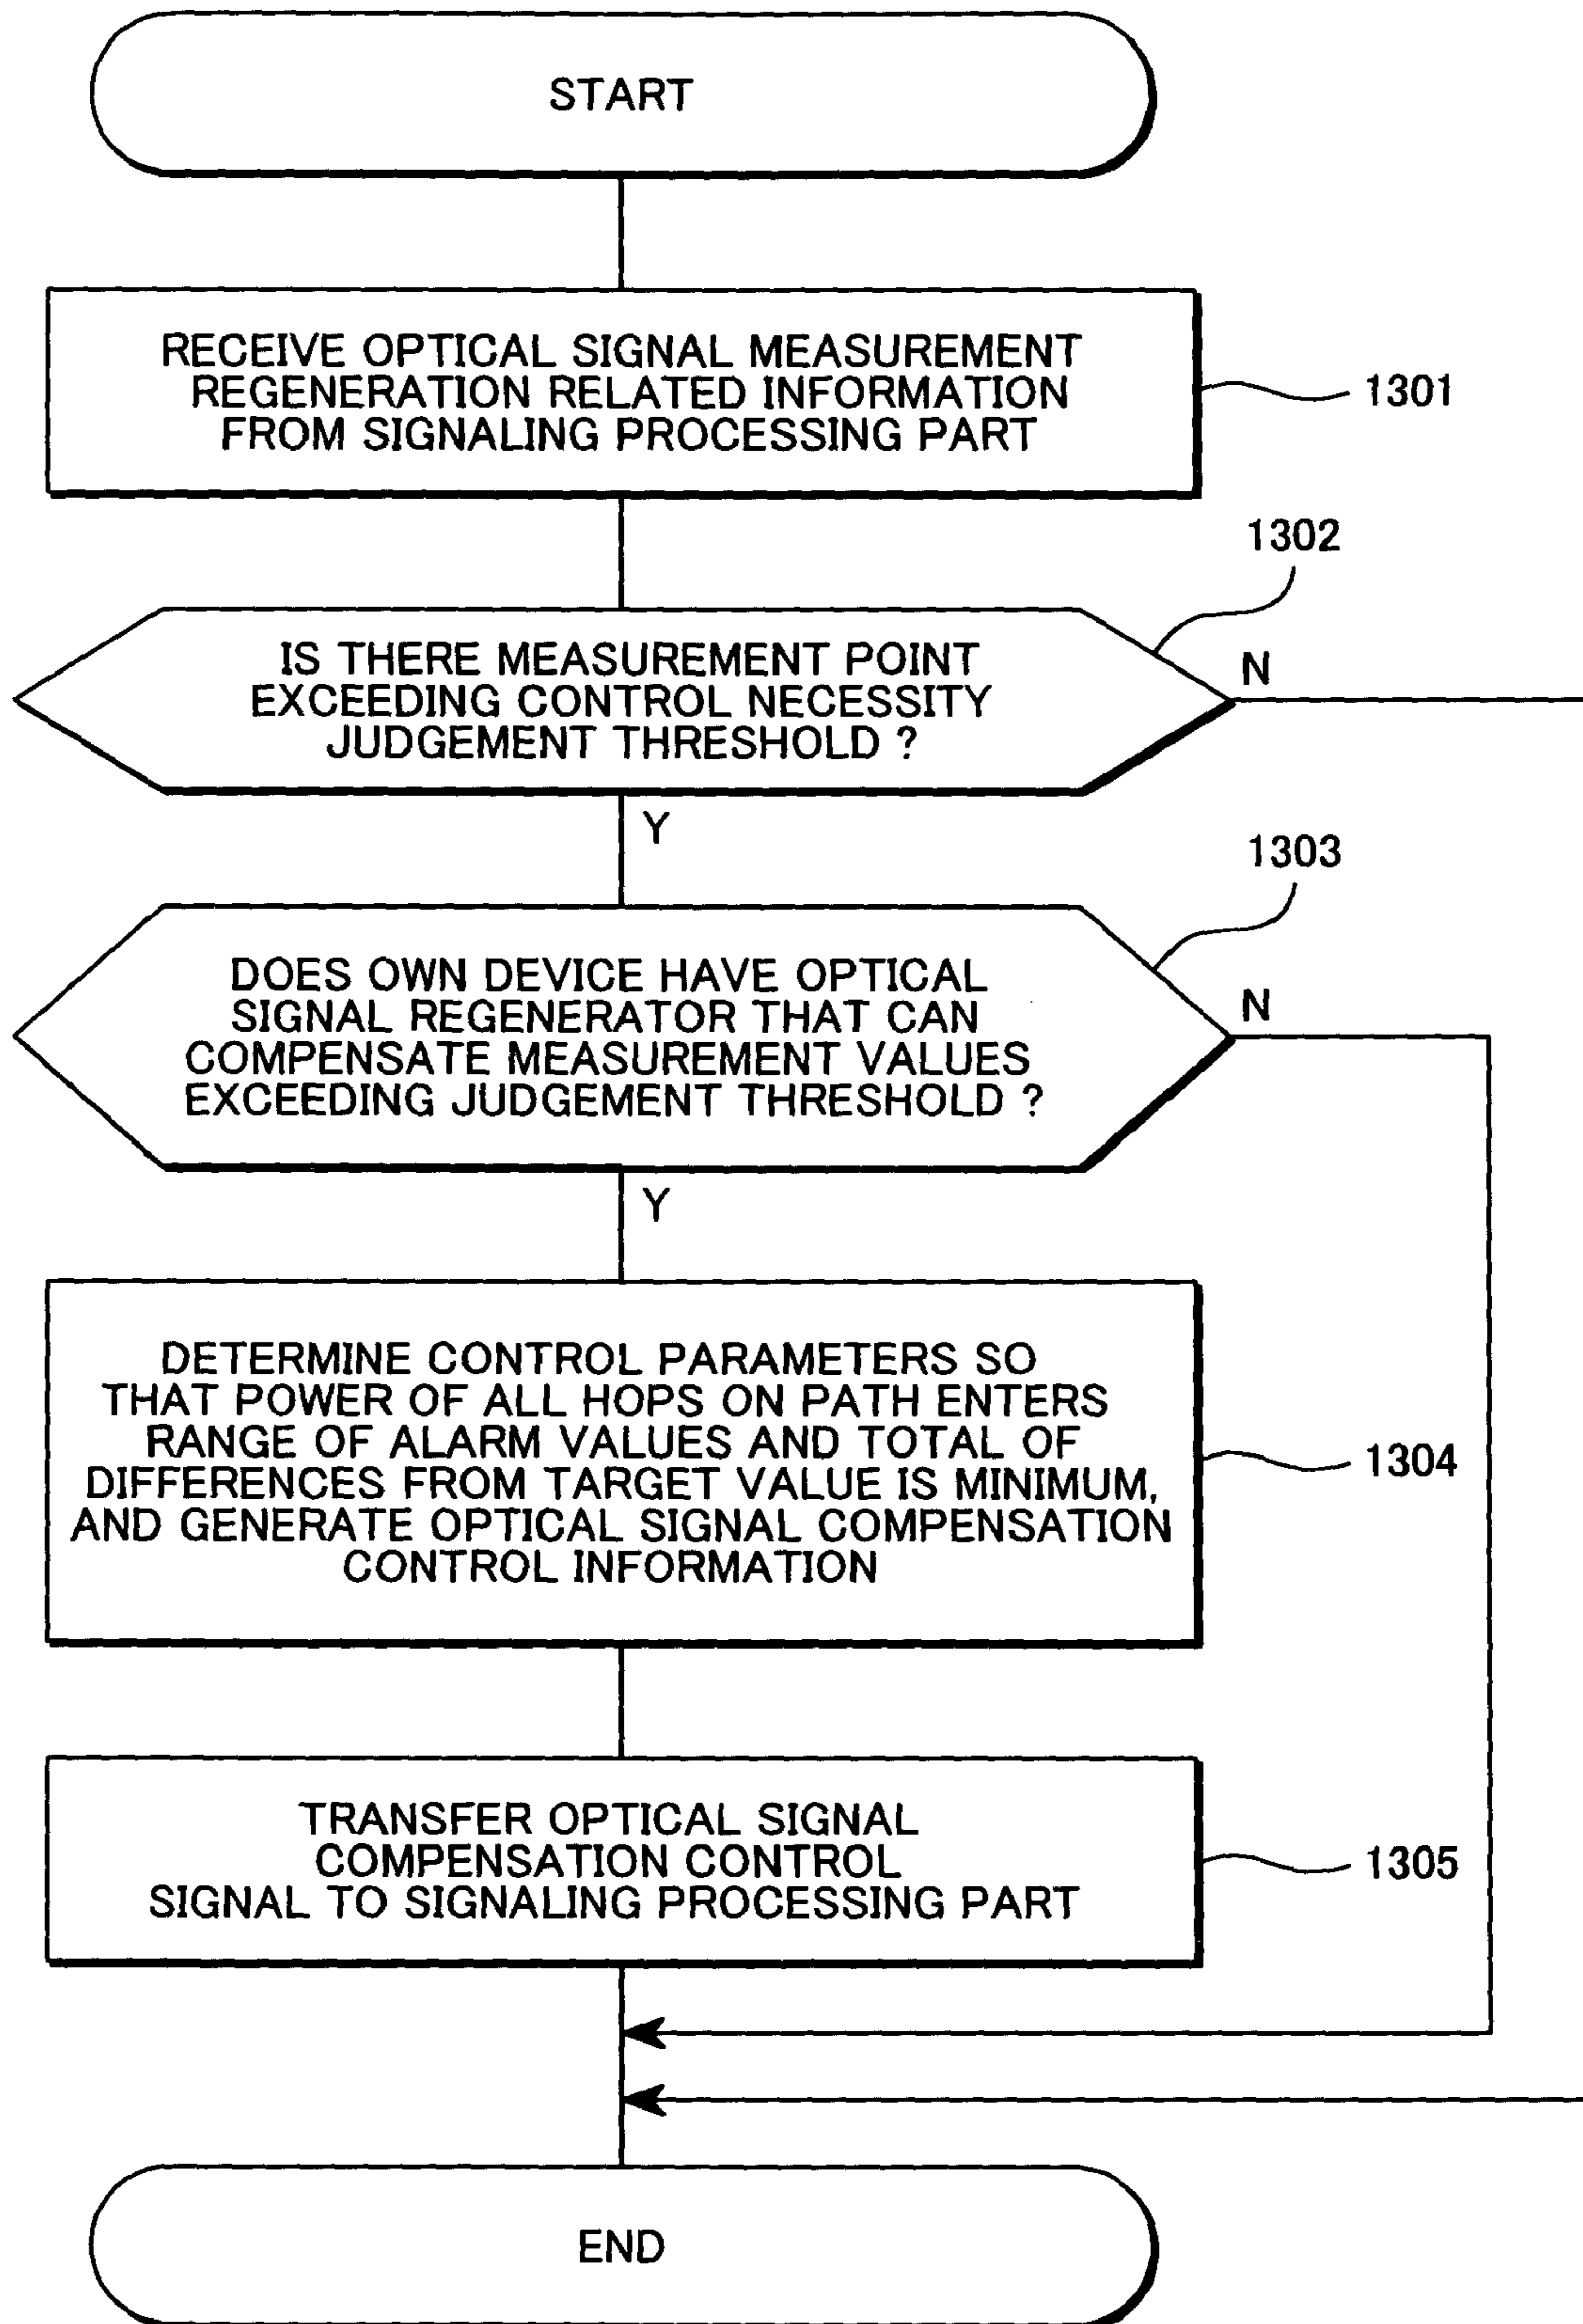 START
RECEIVE OPTICAL SIGNAL MEASUREMENT
REGENERATION RELATED INFORMATION
FROM SIGNALING PROCESSING PART
1301
1302
IS THERE MEASUREMENT POINT
EXCEEDING CONTROL NECESSITY
JUDGEMENT THRESHOLD ?
N
Y
1303
DOES OWN DEVICE HAVE OPTICAL
SIGNAL REGENERATOR THAT CAN
COMPENSATE MEASUREMENT VALUES
EXCEEDING JUDGEMENT THRESHOLD ?
N
Y
DETERMINE CONTROL PARAMETERS SO
THAT POWER OF ALL HOPS ON PATH ENTERS
RANGE OF ALARM VALUES AND TOTAL OF
DIFFERENCES FROM TARGET VALUE IS MINIMUM,
AND GENERATE OPTICAL SIGNAL COMPENSATION
CONTROL INFORMATION
1304
TRANSFER OPTICAL SIGNAL
COMPENSATION CONTROL
SIGNAL TO SIGNALING PROCESSING PART
1305
END